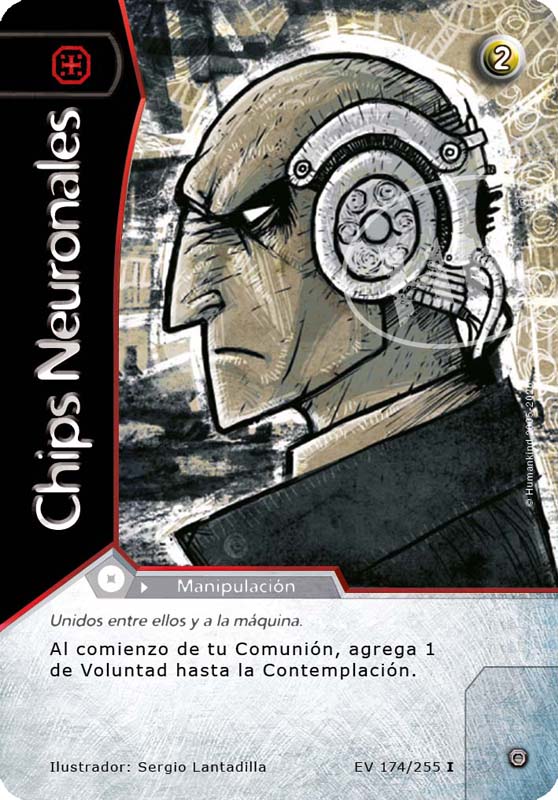 2
Chips Neuronales
Manipulación
Unidos entre ellos y a la máquina.
Al comienzo de tu Comunión, agrega 1
de Voluntad hasta la Contemplación.
Ilustrador: Sergio Lantadilla
EV 174/255 I
© Humankind